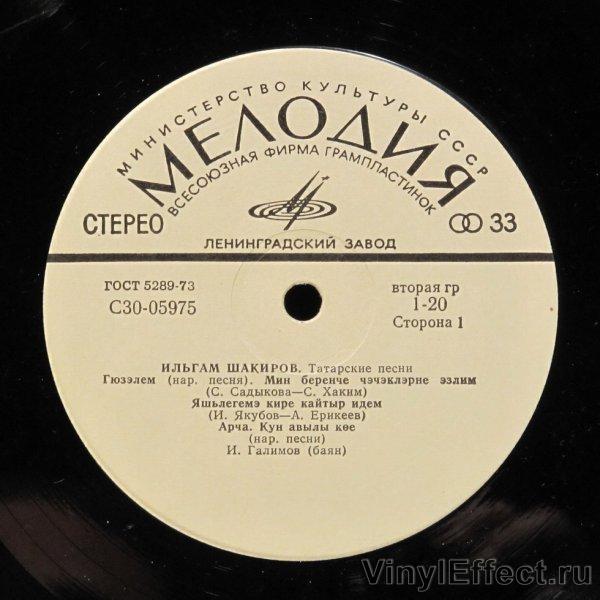 МИНИСТЕРСТВО КУЛЬТУРЫ СССР
МЕЛОДИЯ
ВСЕСОЮЗНАЯ ФИРМА ГРАМПЛАСТИНОК
СТЕРЕО
33
ЛЕНИНГРАДСКИЙ ЗАВОД
ГОСТ 5289-73
С30-05975
вторая гр
1-20
Сторона 1
ИЛЬГАМ ШАКИРОВ. Татарские песни
Гюзэлем (нар. песня). Мин беренче чэчэклэрне эзлим
(С. Садыкова—С. Хаким)
Яшьлегемэ кире кайтыр идем
(И. Якубов—А. Ерикеев)
Арча. Кун авылы көе
(нар. песни)
И. Галимов (баян)
VinylEffect.ru